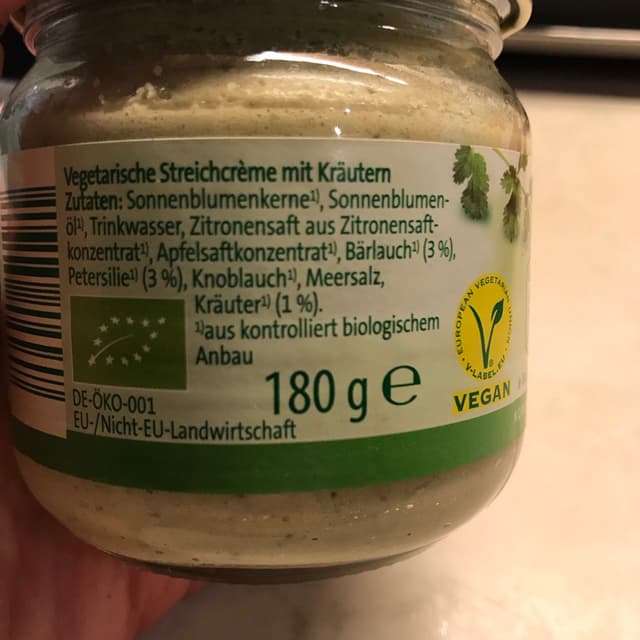 Vegetarische Streichcrème mit Kräutern
Zutaten: Sonnenblumenkerne¹⁾, Sonnenblumen-
öl¹⁾, Trinkwasser, Zitronensaft aus Zitronensaft-
konzentrat¹⁾, Apfelsaftkonzentrat¹⁾, Bärlauch¹⁾ (3 %),
Petersilie¹⁾ (3 %), Knoblauch¹⁾, Meersalz,
Kräuter¹⁾ (1 %).
¹⁾aus kontrolliert biologischem
Anbau
180 g e
DE-ÖKO-001
EU-/Nicht-EU-Landwirtschaft
EUROPEAN VEGETARIAN
V-LABEL.EU
VEGAN